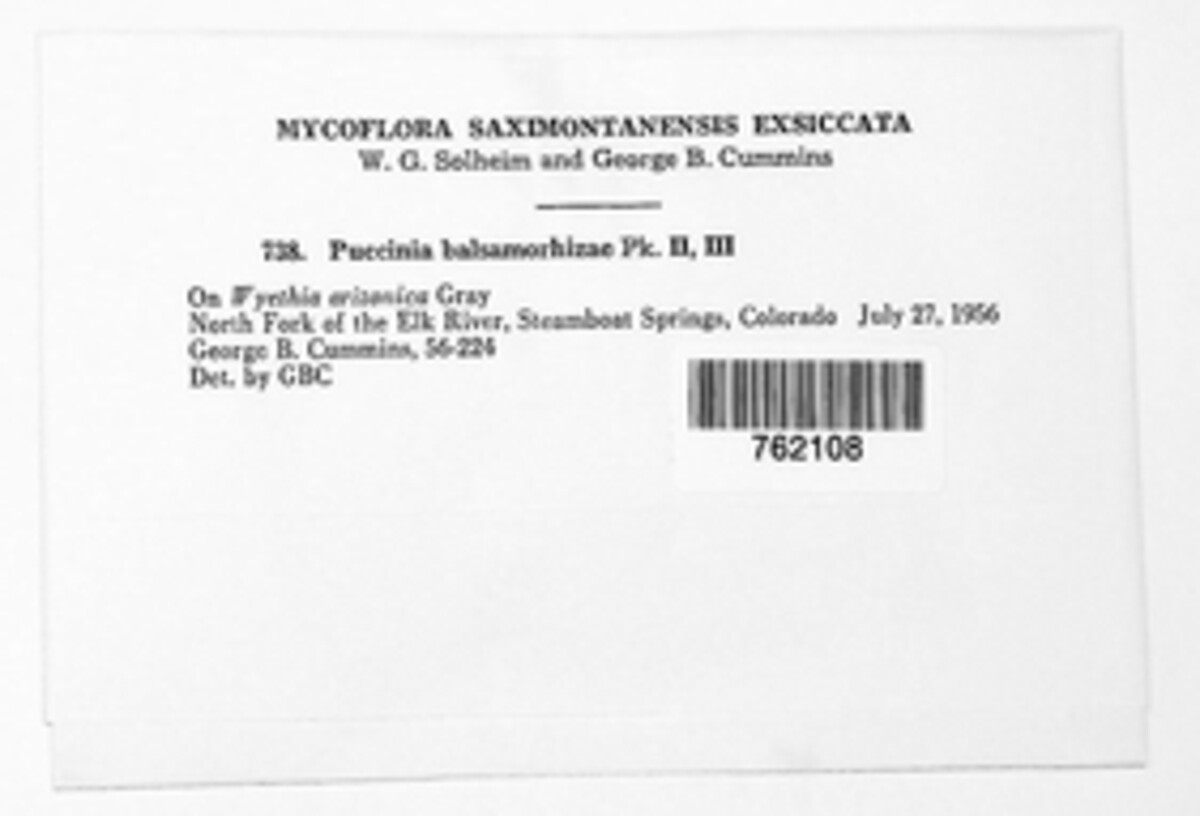 MYCOFLORA SAXIMONTANENSIS EXSICCATA
W. G. Solheim and George B. Cummins
738. Puccinia balsamorhizae Pk. II, III
On Wyethia arizonica Gray
North Fork of the Elk River, Steamboat Springs, Colorado July 27, 1956
George B. Cummins, 56-224
Det. by GBC
762108